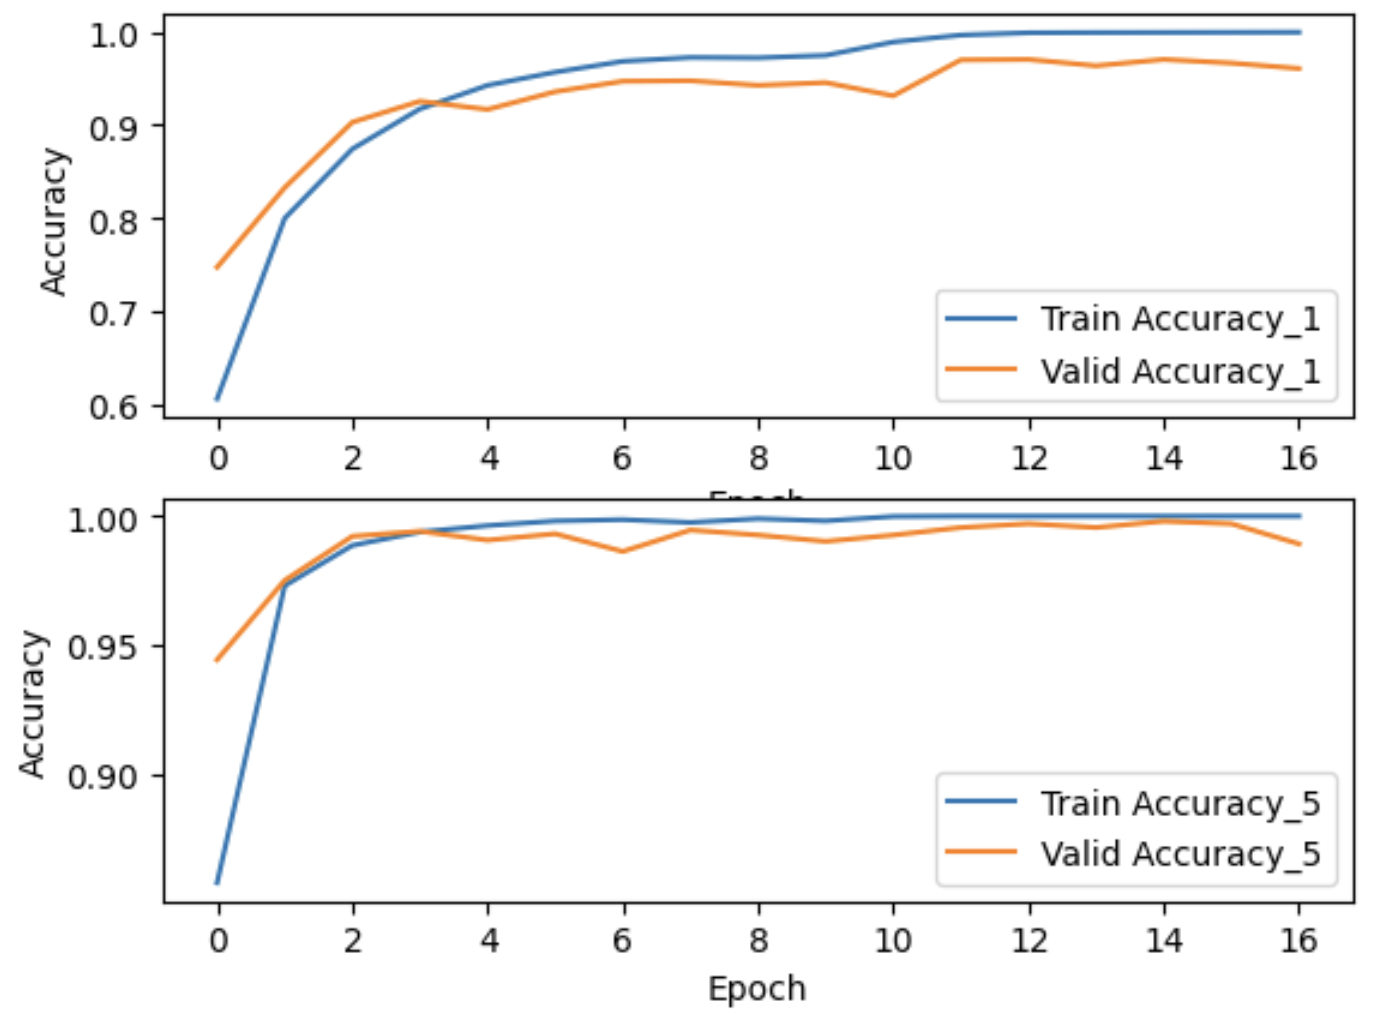 1.0
0.9
0.8
0.7
0.6
Accuracy
Train Accuracy_1
Valid Accuracy_1
0 2 4 6 8 10 12 14 16
Epoch
1.00
0.95
0.90
Accuracy
Train Accuracy_5
Valid Accuracy_5
0 2 4 6 8 10 12 14 16
Epoch